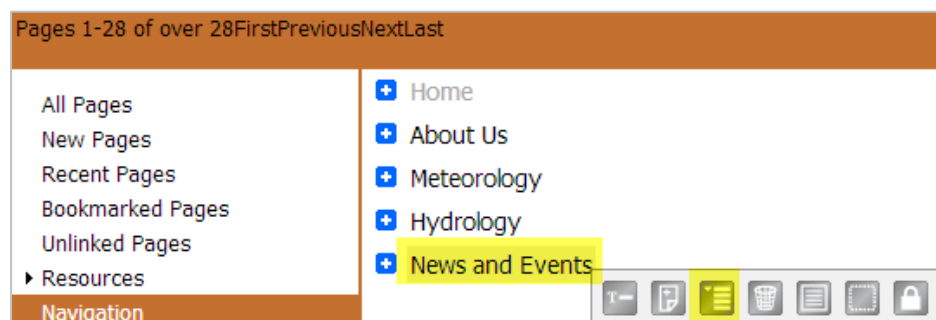 Pages 1-28 of over 28FirstPreviousNextLast
All Pages
New Pages
Recent Pages
Bookmarked Pages
Unlinked Pages
Resources
Navigation
Home
About Us
Meteorology
Hydrology
News and Events
T